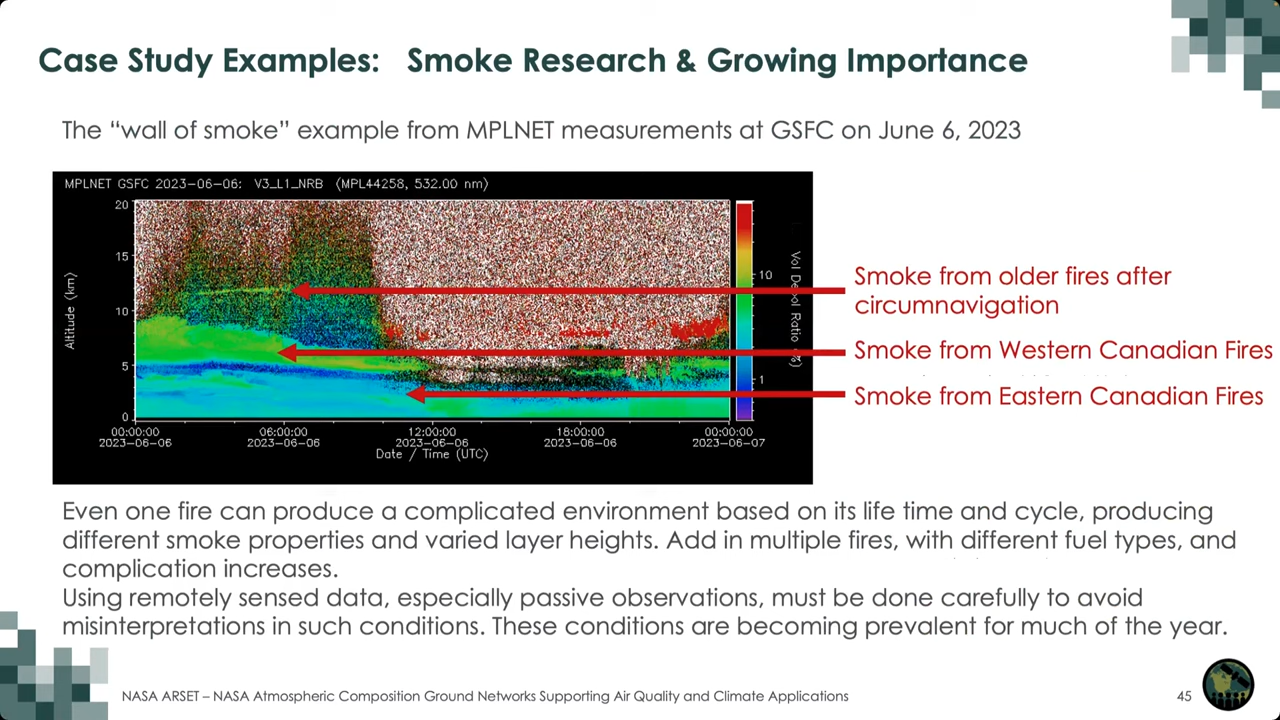 Case Study Examples: Smoke Research & Growing Importance
The “wall of smoke” example from MPLNET measurements at GSFC on June 6, 2023
MPLNET GSFC 2023-06-06: V3_L1_NRB (MPL44258, 532.00 nm)
20
15
10
5
0
Altitude (km)
10
1
Vol Depol Ratio (%)
00:00:00 06:00:00 12:00:00 18:00:00 00:00:00
2023-06-06 2023-06-06 2023-06-06 2023-06-06 2023-06-07
Date / Time (UTC)
Smoke from older fires after
circumnavigation
Smoke from Western Canadian Fires
Smoke from Eastern Canadian Fires
Even one fire can produce a complicated environment based on its life time and cycle, producing
different smoke properties and varied layer heights. Add in multiple fires, with different fuel types, and
complication increases.
Using remotely sensed data, especially passive observations, must be done carefully to avoid
misinterpretations in such conditions. These conditions are becoming prevalent for much of the year.
NASA ARSET – NASA Atmospheric Composition Ground Networks Supporting Air Quality and Climate Applications
45